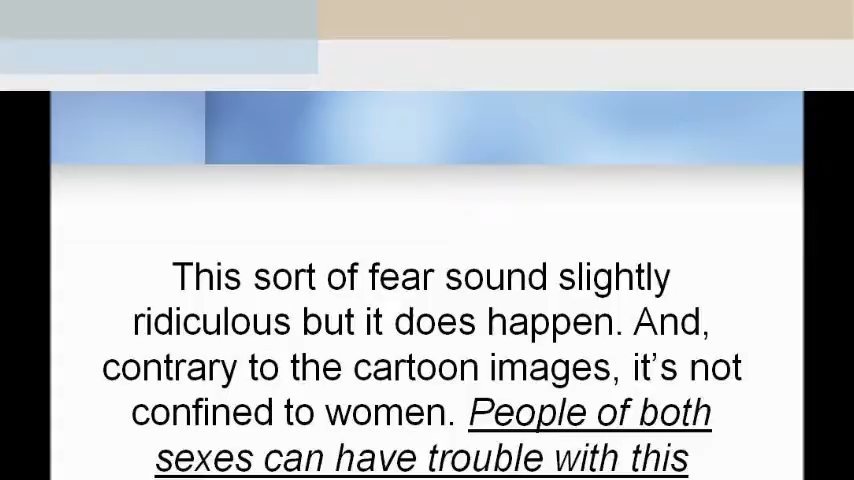 This sort of fear sound slightly
ridiculous but it does happen. And,
contrary to the cartoon images, it's not
confined to women. People of both
sexes can have trouble with this